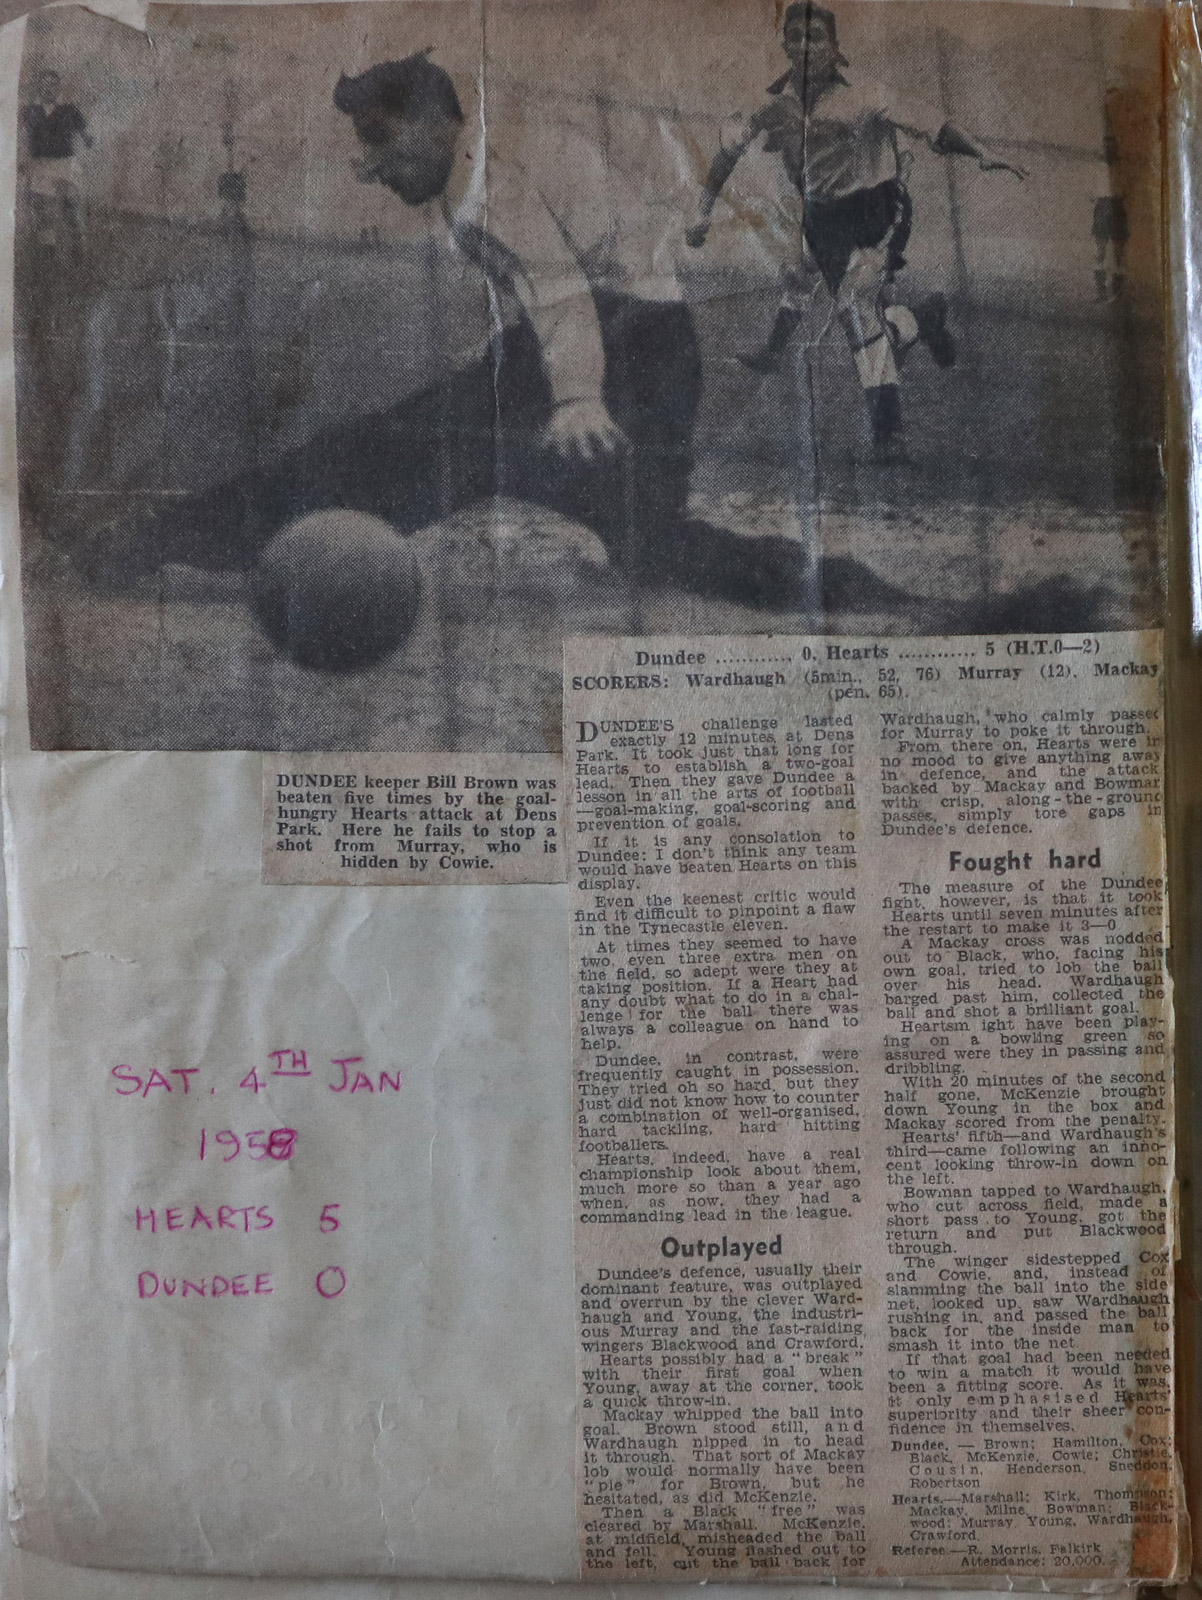 Dundee ............, 0, Hearts ............ 5 (H.T.0—2)
SCORERS: Wardhaugh (5min., 52, 76) Murray (12), Mackay
(pen. 65).
DUNDEE keeper Bill Brown was
beaten five times by the goal-
hungry Hearts attack at Dens
Park. Here he fails to stop a
shot from Murray, who is
hidden by Cowie.
SAT. 4TH JAN
1958
HEARTS 5
DUNDEE 0
DUNDEE'S challenge lasted
exactly 12 minutes, at Dens
Park. It took just that long for
Hearts to establish a two-goal
lead. Then they gave Dundee a
lesson in all the arts of football
—goal-making, goal-scoring and
prevention of goals.
If it is any consolation to
Dundee: I don't think any team
would have beaten Hearts on this
display.
Even the keenest critic would
find it difficult to pinpoint a flaw
in the Tynecastle eleven.
At times they seemed to have
two, even three extra men on
the field, so adept were they at
taking position. If a Heart had
any doubt what to do in a chal-
lenge for the ball there was
always a colleague on hand to
help.
Dundee, in contrast, were
frequently caught in possession.
They tried oh so hard, but they
just did not know how to counter
a combination of well-organised,
hard tackling, hard hitting
footballers.
Hearts, indeed, have a real
championship look about them,
much more so than a year ago
when, as now, they had a
commanding lead in the league.
Outplayed
Dundee's defence, usually their
dominant feature, was outplayed
and overrun by the clever Ward-
haugh and Young, the industri-
ous Murray and the fast-raiding
wingers Blackwood and Crawford.
Hearts possibly had a "break"
with their first goal when
Young, away at the corner, took
a quick throw-in.
Mackay whipped the ball into
goal. Brown stood still, and
Wardhaugh nipped in to head
it through. That sort of Mackay
lob would normally have been
"pie" for Brown, but he
hesitated, as did McKenzie.
Then a Black "free" was
cleared by Marshall. McKenzie,
at midfield, misheaded the ball
and fell. Young flashed out to
the left, cut the ball back for
Wardhaugh, who calmly passed
for Murray to poke it through.
From there on, Hearts were in
no mood to give anything away
in defence, and the attack
backed by Mackay and Bowman
with crisp, along-the-ground
passes, simply tore gaps in
Dundee's defence.
Fought hard
The measure of the Dundee
fight, however, is that it took
Hearts until seven minutes after
the restart to make it 3—0
A Mackay cross was nodded
out to Black, who, facing his
own goal, tried to lob the ball
over his head. Wardhaugh
barged past him, collected the
ball and shot a brilliant goal.
Heartsm ight have been play-
ing on a bowling green so
assured were they in passing and
dribbling.
With 20 minutes of the second
half gone, McKenzie brought
down Young in the box and
Mackay scored from the penalty.
Hearts' fifth—and Wardhaugh's
third—came following an inno-
cent looking throw-in down on
the left.
Bowman tapped to Wardhaugh,
who cut across field, made a
short pass to Young, got the
return and put Blackwood
through.
The winger sidestepped Cox
and Cowie, and, instead of
slamming the ball into the side
net, looked up, saw Wardhaugh
rushing in, and passed the ball
back for the inside man to
smash it into the net.
If that goal had been needed
to win a match it would have
been a fitting score. As it was,
it only emphasised Hearts'
superiority and their sheer con-
fidence in themselves.
Dundee. — Brown; Hamilton, Cox;
Black, McKenzie, Cowie; Christie,
Cousin, Henderson, Sneddon,
Robertson
Hearts.—Marshall; Kirk, Thompson;
Mackay, Milne, Bowman; Black-
wood; Murray, Young, Wardhaugh,
Crawford.
Referee—R. Morris, Falkirk
Attendance: 20,000.